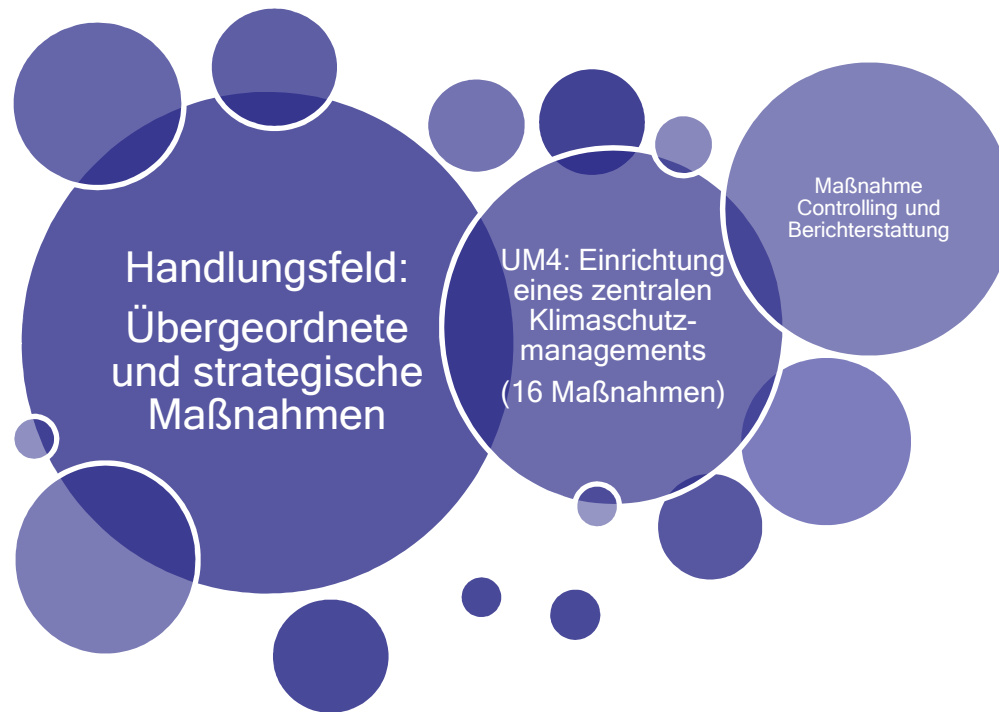 Handlungsfeld:
Übergeordnete
und strategische
Maßnahmen
UM4: Einrichtung
eines zentralen
Klimaschutz-
managements
(16 Maßnahmen)
Maßnahme
Controlling und
Berichterstattung